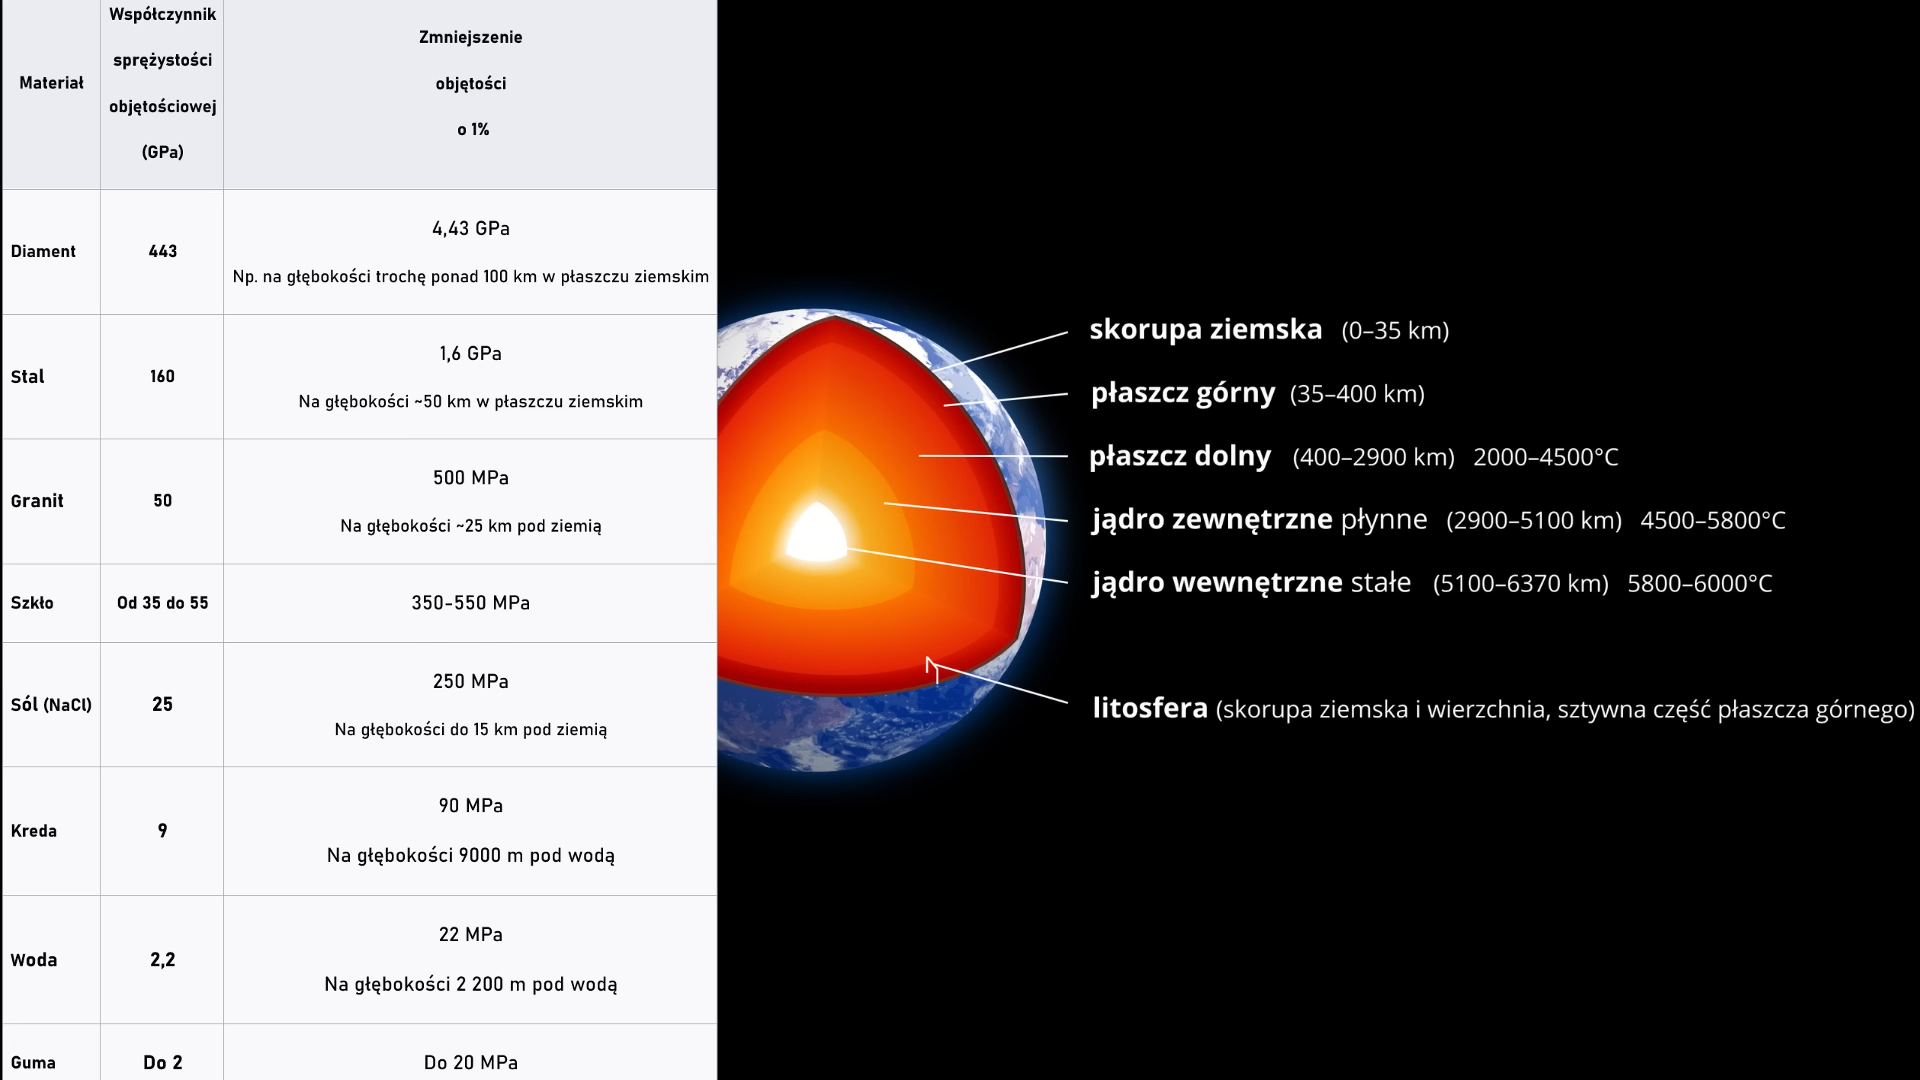 Materiał
Współczynnik
sprężystości
objętościowej
(GPa)
Zmniejszenie
objętości
o 1%
Diament
443
4,43 GPa
Np. na głębokości trochę ponad 100 km w płaszczu ziemskim
Stal
160
1,6 GPa
Na głębokości ~50 km w płaszczu ziemskim
Granit
50
500 MPa
Na głębokości ~25 km pod ziemią
Szkło
Od 35 do 55
350-550 MPa
Sól (NaCl)
25
250 MPa
Na głębokości do 15 km pod ziemią
Kreda
9
90 MPa
Na głębokości 9000 m pod wodą
Woda
2,2
22 MPa
Na głębokości 2 200 m pod wodą
Guma
Do 2
Do 20 MPa
skorupa ziemska (0–35 km)
płaszcz górny (35–400 km)
płaszcz dolny (400–2900 km) 2000–4500°C
jądro zewnętrzne płynne (2900–5100 km) 4500–5800°C
jądro wewnętrzne stałe (5100–6370 km) 5800–6000°C
litosfera (skorupa ziemska i wierzchnia, sztywna część płaszcza górnego)